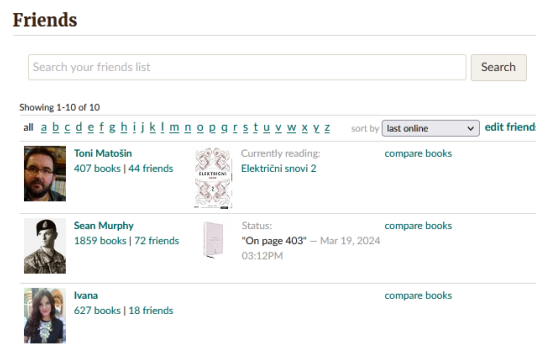 Friends
Search your friends list
Search
Showing 1-10 of 10
all a b c d e f g h i j k l m n o p q r s t u v w x y z sort by last online edit friends
Toni Matošin
407 books | 44 friends
ELEKTRIČNI
2
Currently reading:
Električni snovi 2
compare books
Sean Murphy
1859 books | 72 friends
Status:
"On page 403" — Mar 19, 2024
03:12PM
compare books
Ivana
627 books | 18 friends
compare books